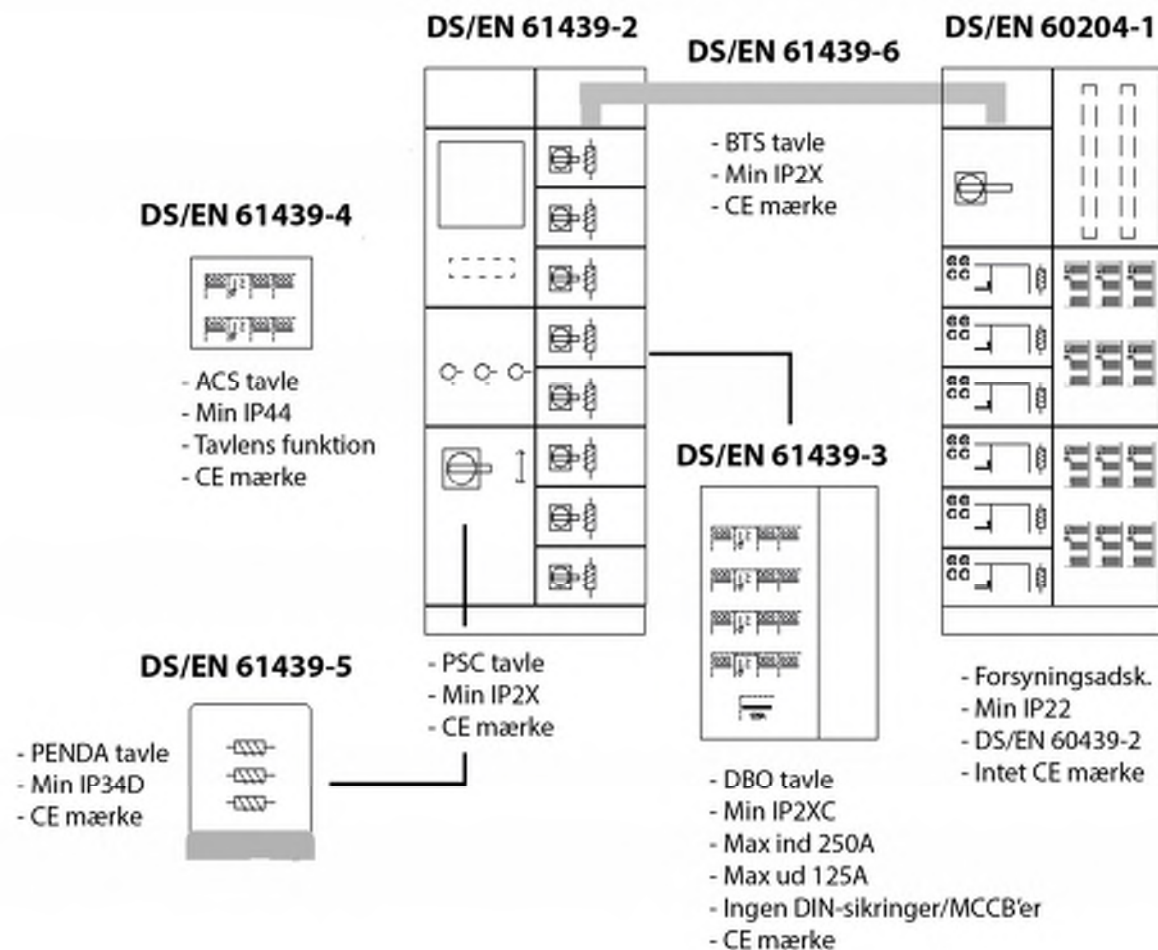 DS/EN 61439-2
DS/EN 61439-6
DS/EN 60204-1
- BTS tavle
- Min IP2X
- CE mærke
DS/EN 61439-4
- ACS tavle
- Min IP44
- Tavlens funktion
- CE mærke
DS/EN 61439-3
DS/EN 61439-5
- PENDA tavle
- Min IP34D
- CE mærke
- PSC tavle
- Min IP2X
- CE mærke
- DBO tavle
- Min IP2XC
- Max ind 250A
- Max ud 125A
- Ingen DIN-sikringer/MCCB'er
- CE mærke
- Forsyningsadsk.
- Min IP22
- DS/EN 60439-2
- Intet CE mærke